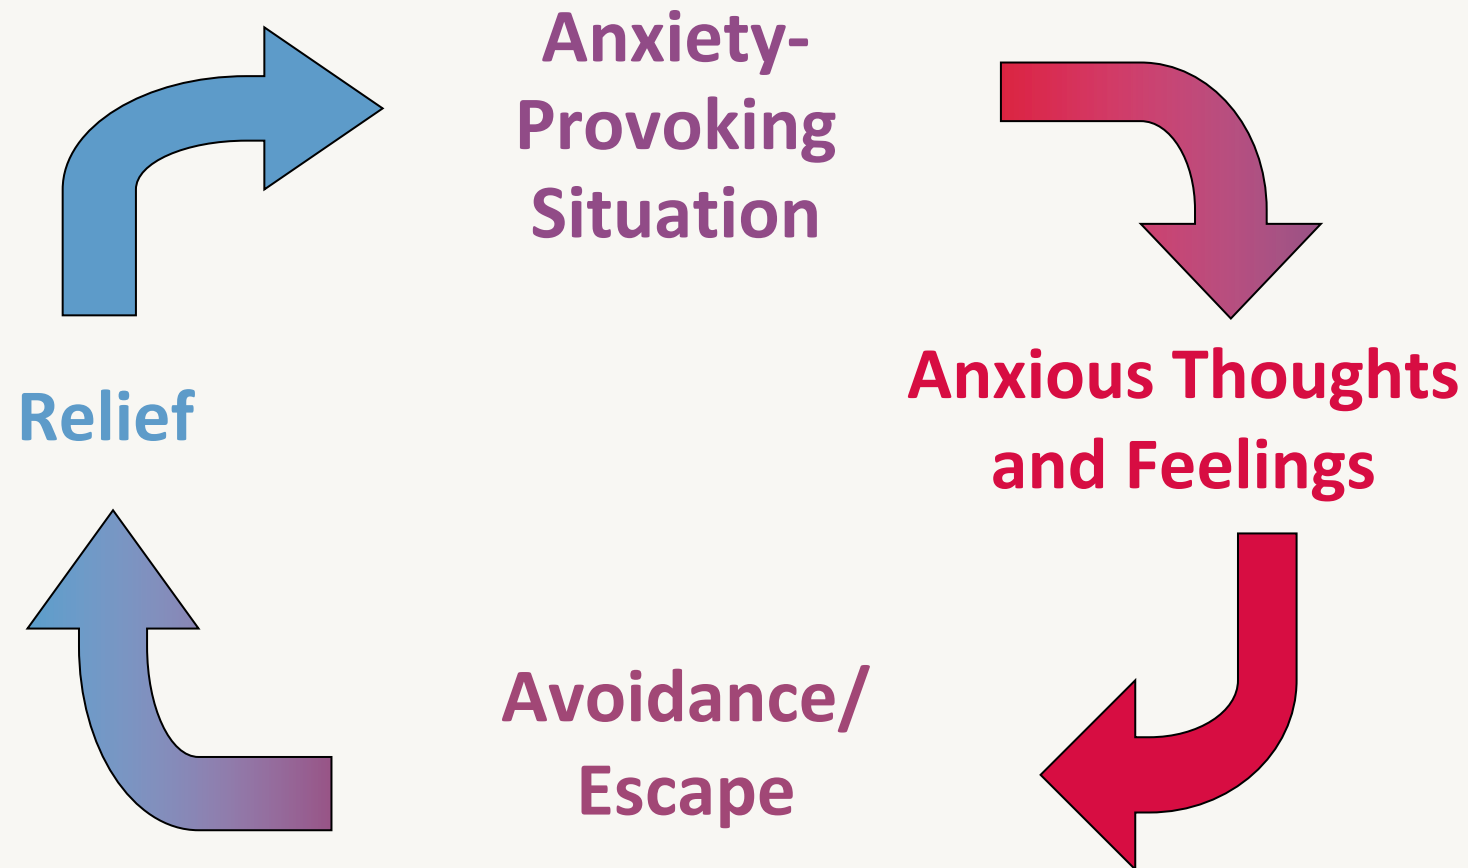 Anxiety-
Provoking
Situation
Anxious Thoughts
and Feelings
Avoidance/
Escape
Relief